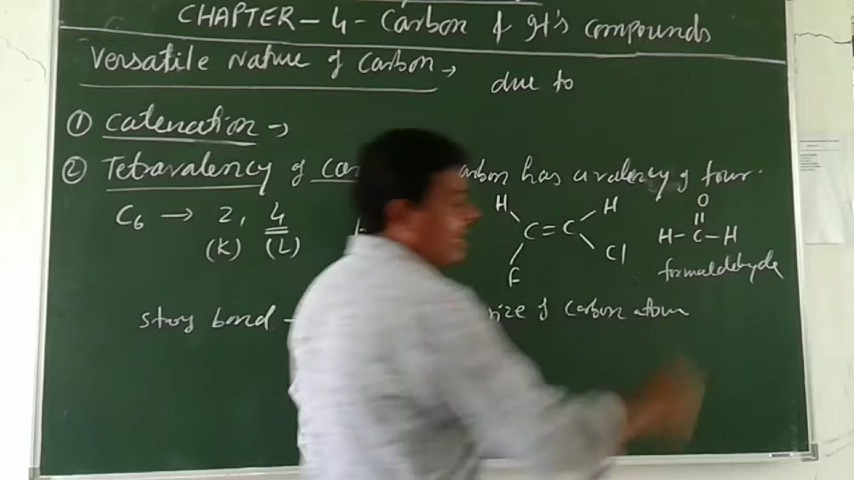 CHAPTER - 4 - Carbon & It's compounds
Versatile Nature of Carbon → due to
① catenation →
② Tetravalency of car arbon has a valency of four.
C6 → 2, 4
(K) (L)
H H O
C = C || 
F Cl H - C - H
formaldehyde
strong bond - size of carbon atom